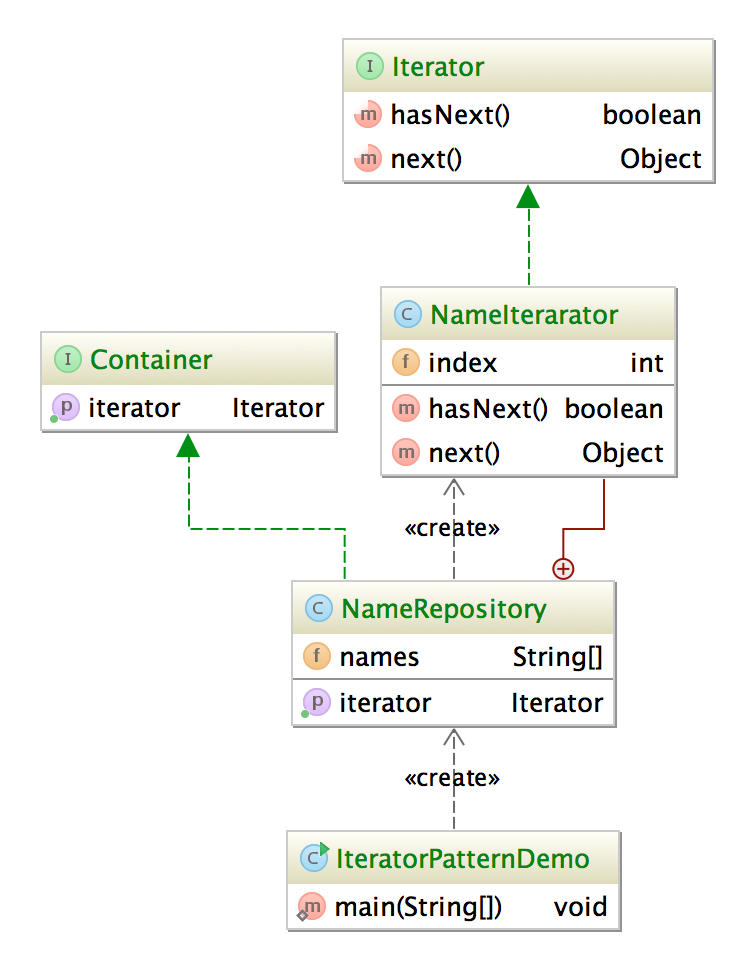 I Iterator
m hasNext() boolean
m next() Object
C NameIterarator
f index int
m hasNext() boolean
m next() Object
I Container
p iterator Iterator
«create»
C NameRepository
f names String[]
p iterator Iterator
«create»
C IteratorPatternDemo
m main(String[]) void